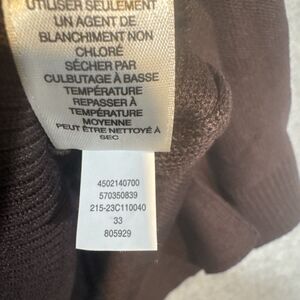 UTILISER SEULEMENT
UN AGENT DE
BLANCHIMENT NON
CHLORÉ
SÉCHER PAR
CULBUTAGE À BASSE
TEMPÉRATURE
REPASSER À
TEMPÉRATURE
MOYENNE
PEUT ÊTRE NETTOYÉ À
SEC
4502140700
570350839
215-23C110040
33
805929